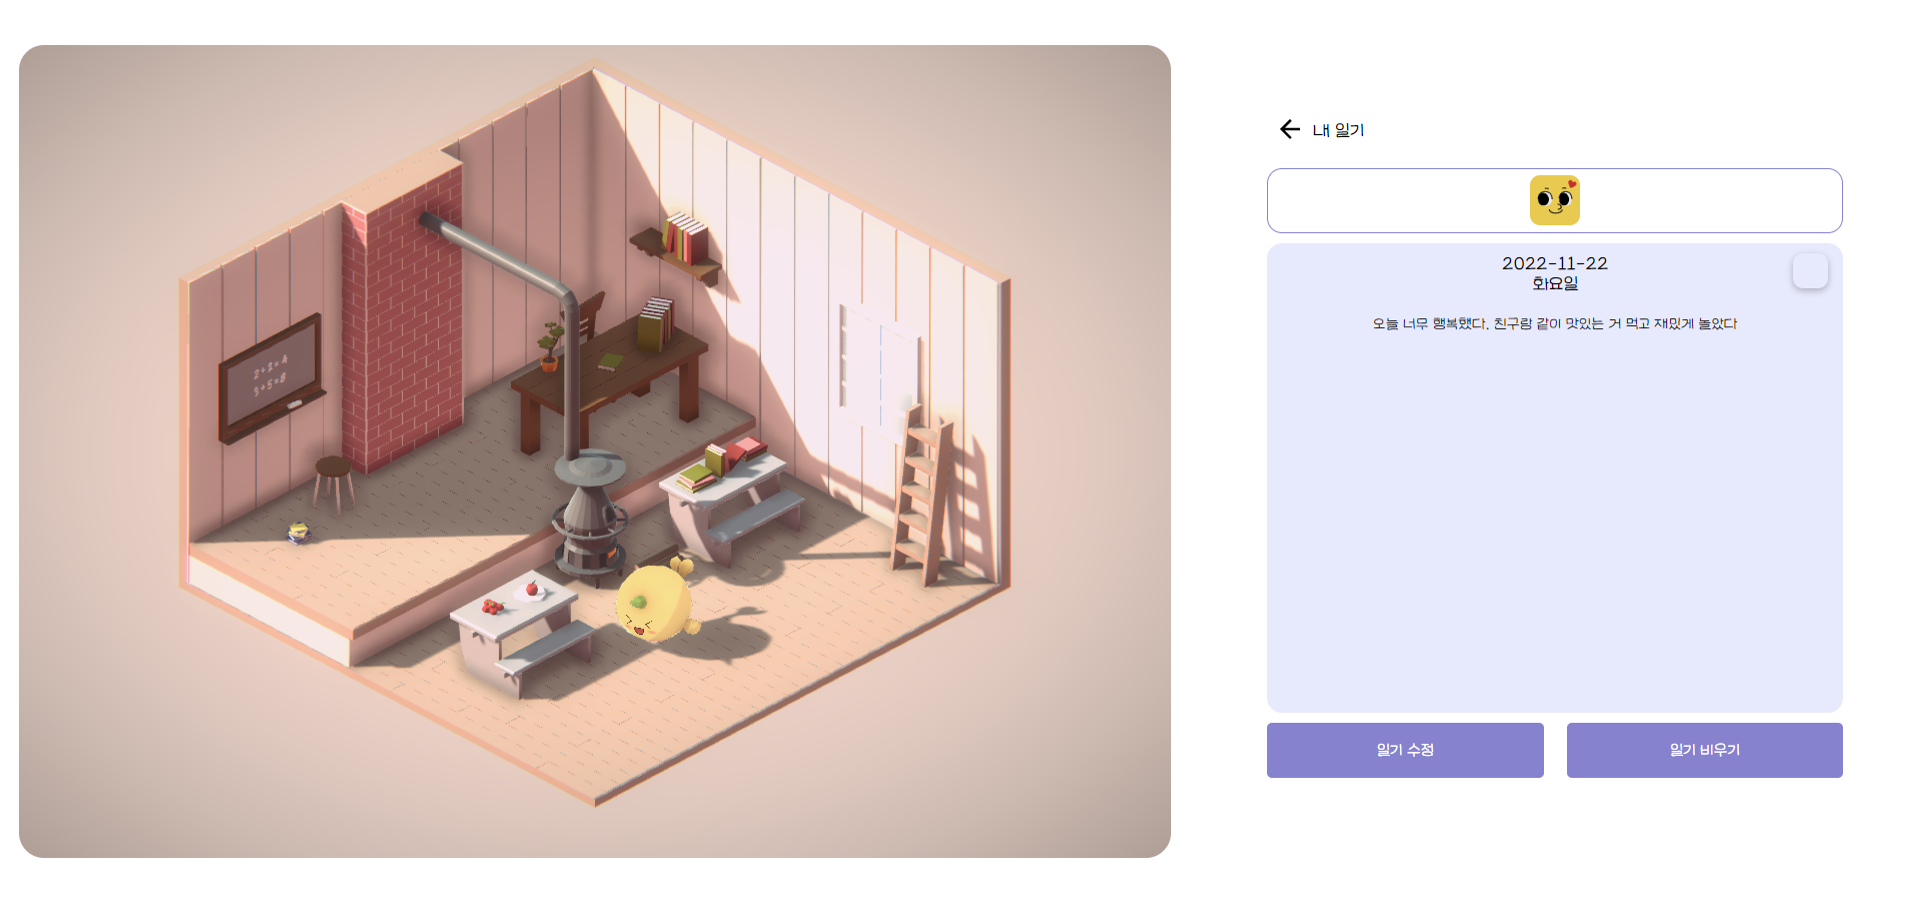 내 일기
2022-11-22
화요일
오늘 너무 행복했다. 친구랑 같이 맛있는 거 먹고 재밌게 놀았다
일기 수정
일기 비우기
2+2=4
3+5=8